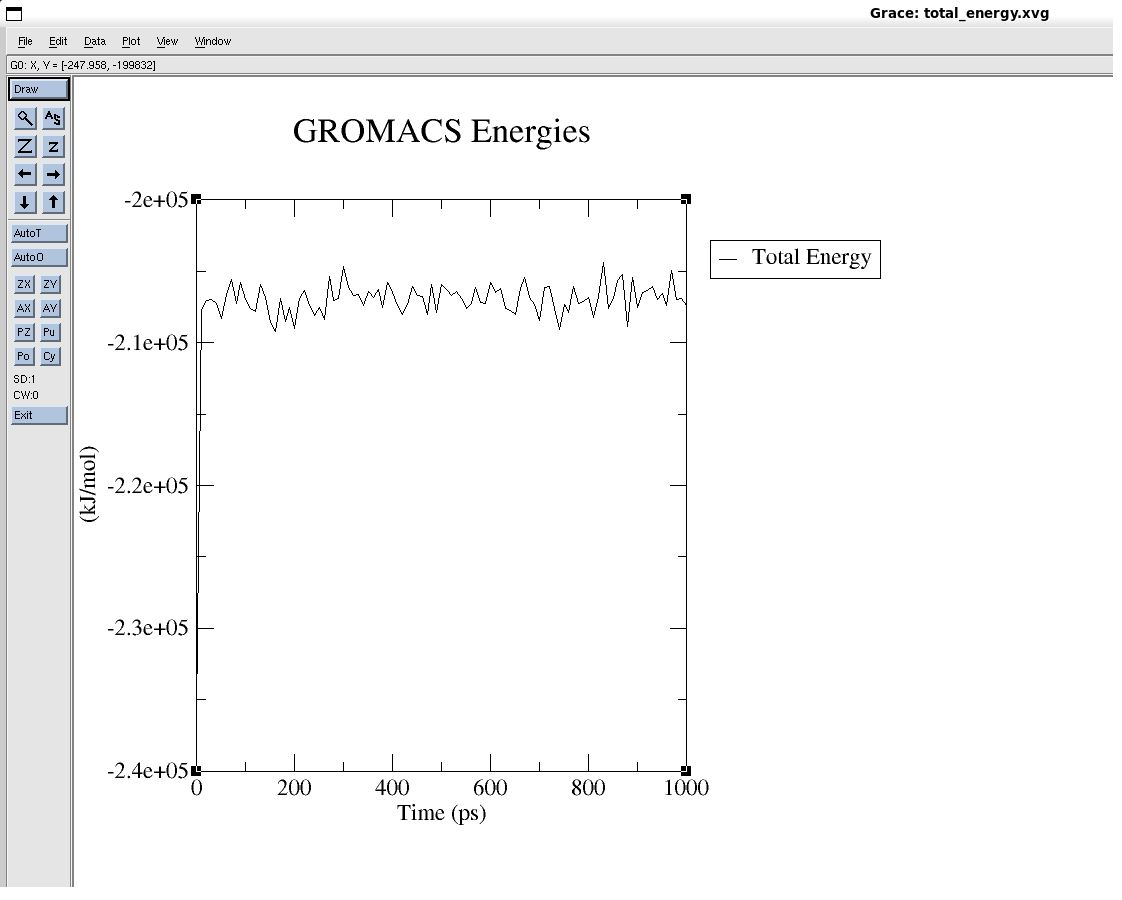 Grace: total_energy.xvg
File Edit Data Plot View Window
G0: X, Y = [-247.958, -199832]
Draw
AS
Z z
AutoT
AutoO
ZX ZY
AX AY
PZ Pu
Po Cy
SD:1
CW:0
Exit
GROMACS Energies
-2e+05
-2.1e+05
-2.2e+05
-2.3e+05
-2.4e+05
(kJ/mol)
Total Energy
0 200 400 600 800 1000
Time (ps)